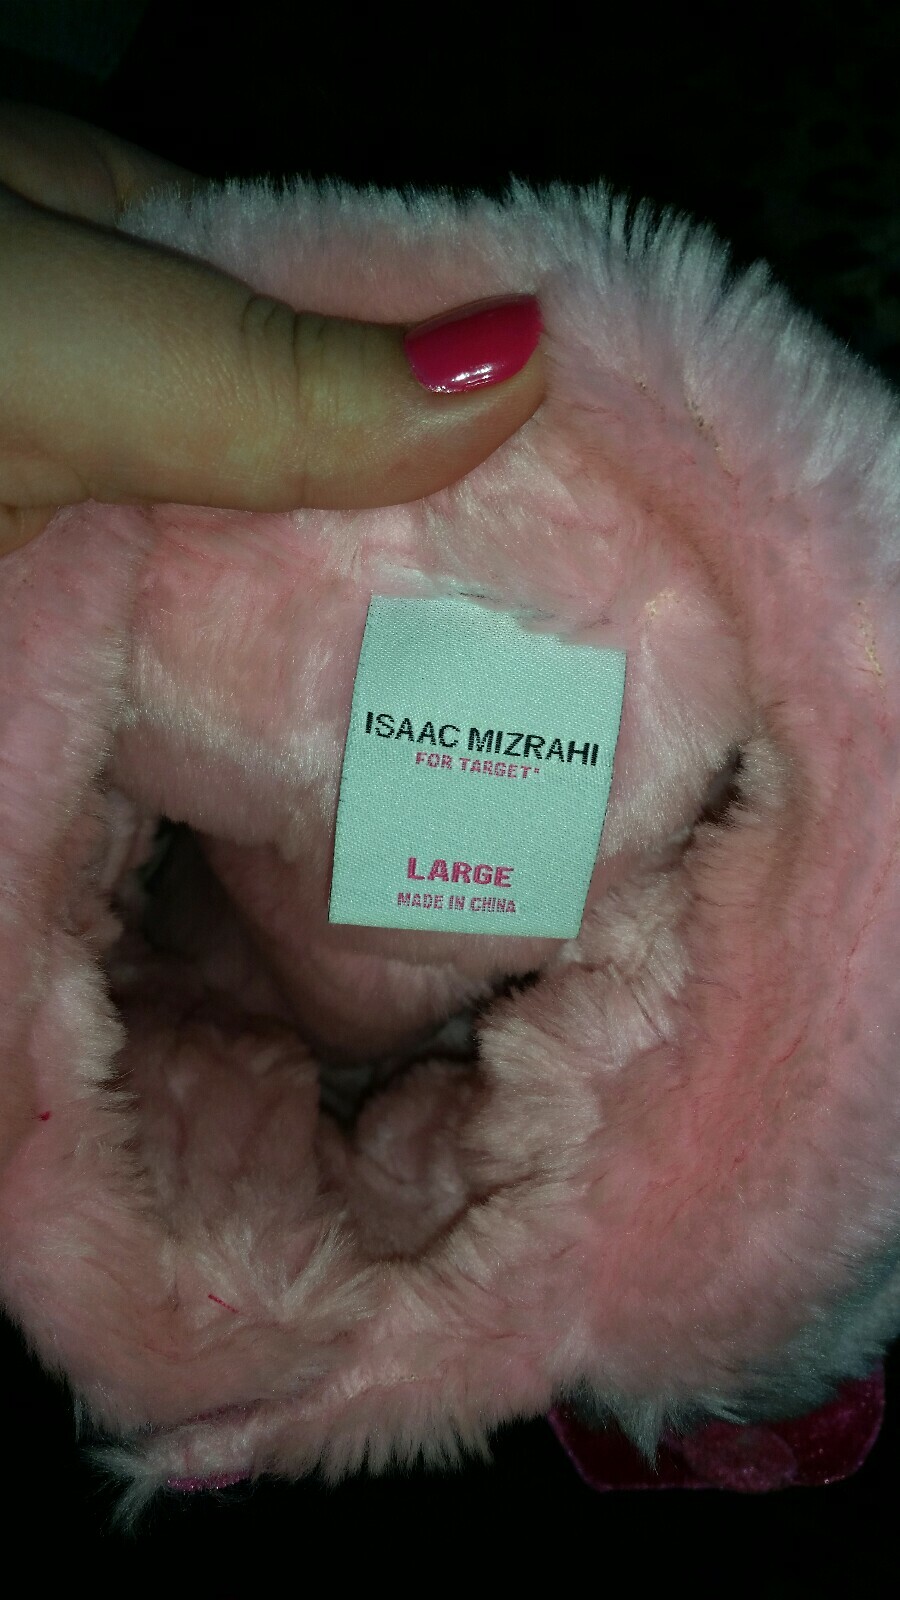 ISAAC MIZRAHI
FOR TARGET*
LARGE
MADE IN CHINA